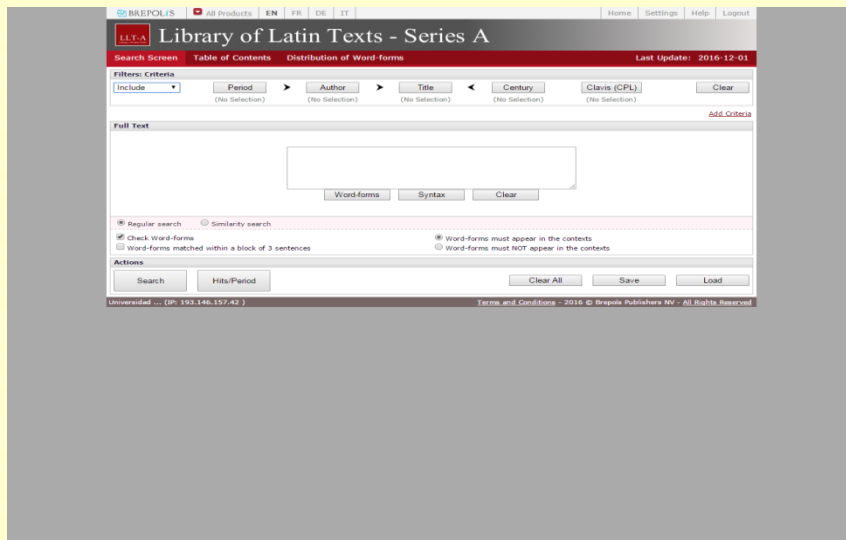 BREPOLiS All Products EN FR DE IT Home Settings Help Logout
LLT-A Library of Latin Texts - Series A
Search Screen Table of Contents Distribution of Word-forms Last Update: 2016-12-01
Filters: Criteria
Include Period Author Title Century Clavis (CPL) Clear
(No Selection) (No Selection) (No Selection) (No Selection) (No Selection)
Add Criteria
Full Text
Word-forms Syntax Clear
Regular search Similarity search
Check Word-forms Word-forms must appear in the contexts
Word-forms matched within a block of 3 sentences Word-forms must NOT appear in the contexts
Actions
Search Hits/Period Clear All Save Load
Universidad ... (IP: 193.146.157.42 ) Terms and Conditions - 2016 © Brepols Publishers NV - All Rights Reserved